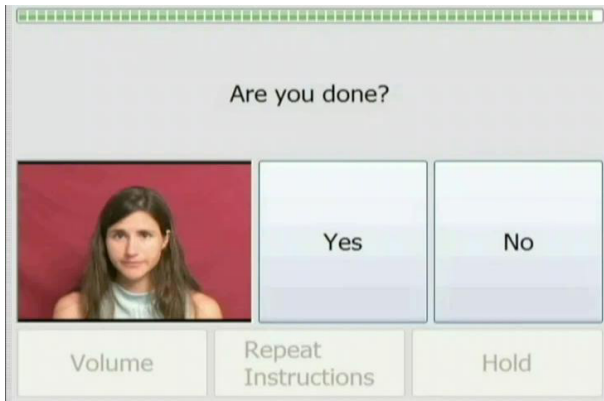 Are you done?
Yes
No
Volume
Repeat
Instructions
Hold